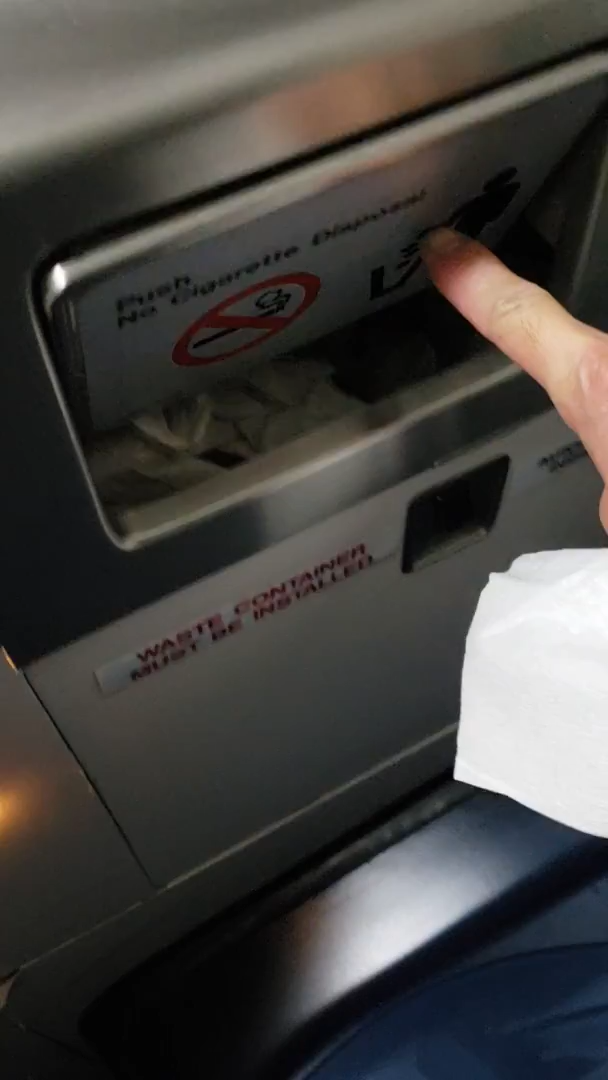 Push
No Cigarette Disposal
WASTE CONTAINER
MUST BE INSTALLED